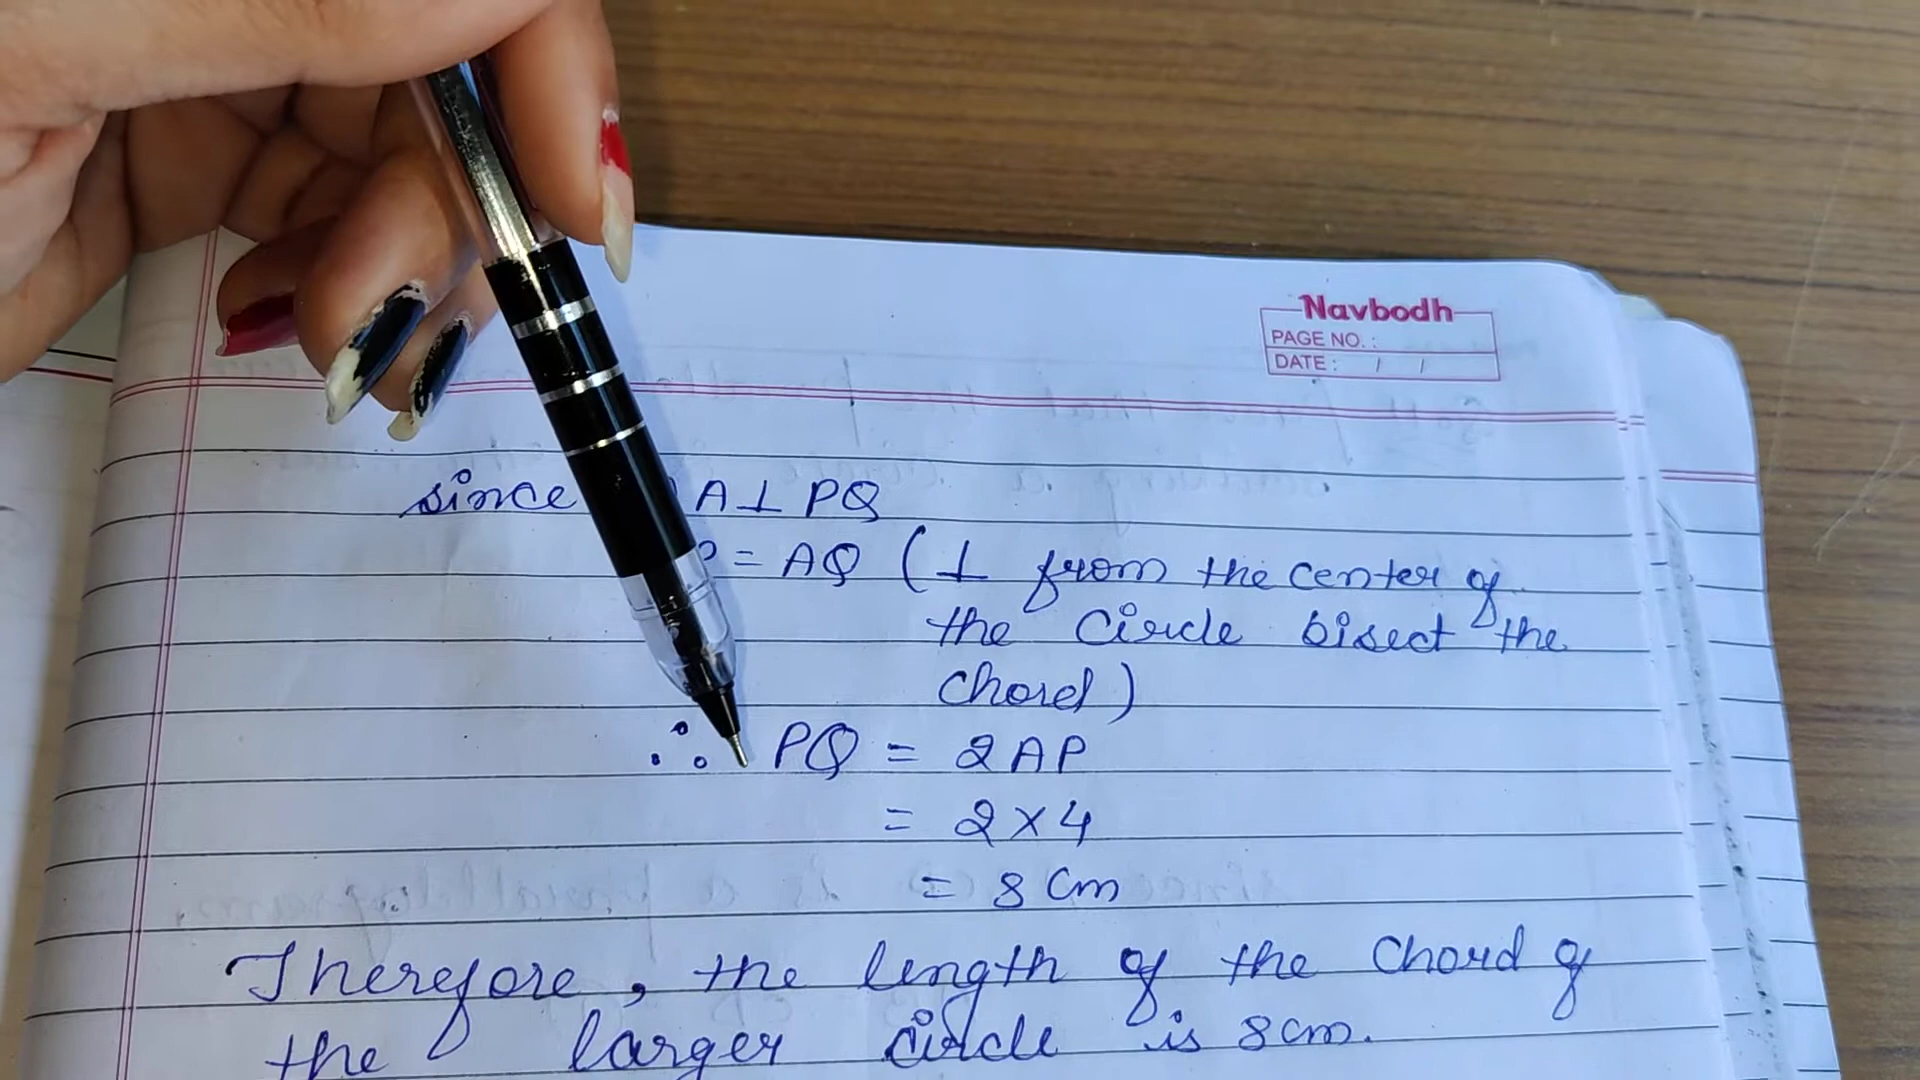 Navbodh
PAGE NO. :
DATE : / /
since A ⊥ PQ
= AQ (⊥ from the center of
the circle bisect the
chord)
∴ PQ = 2AP
= 2×4
= 8 cm
Therefore, the length of the chord of
the larger circle is 8cm.